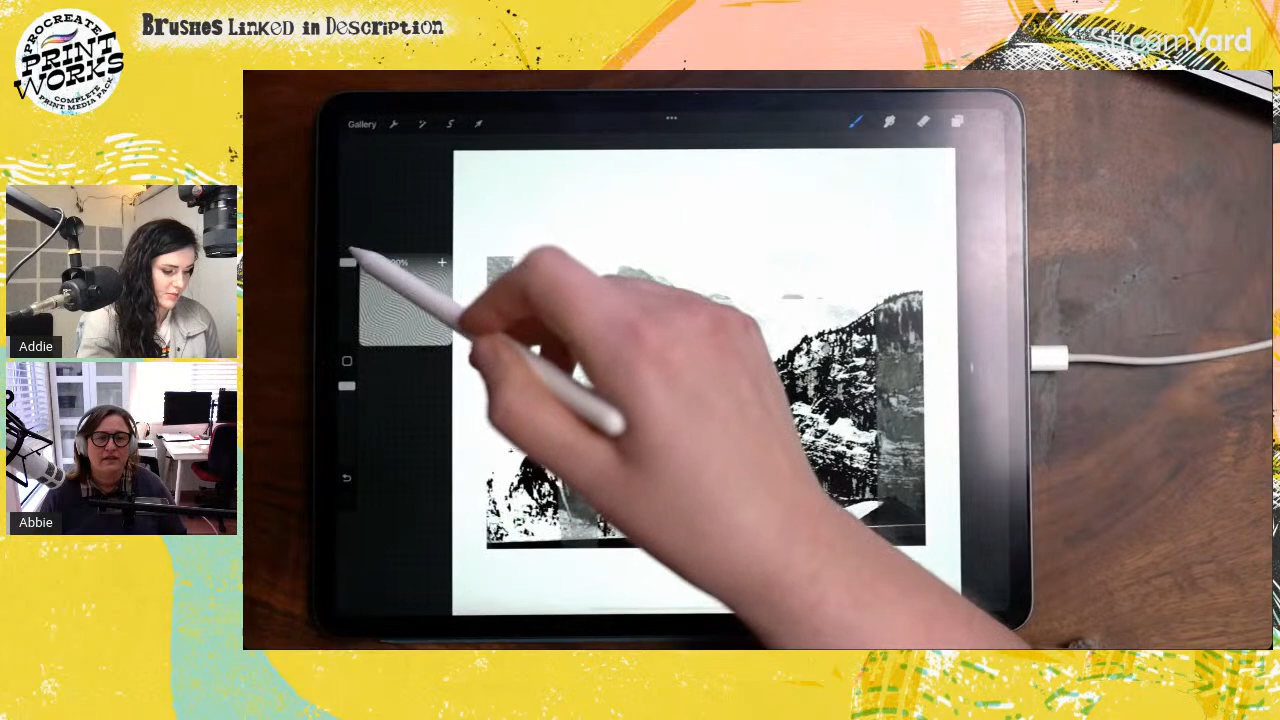 PROCREATE
PRINT
WORKS
COMPLETE
PRINT MEDIA PACK
Brushes Linked in Description
StreamYard
Gallery
Addie
Abbie